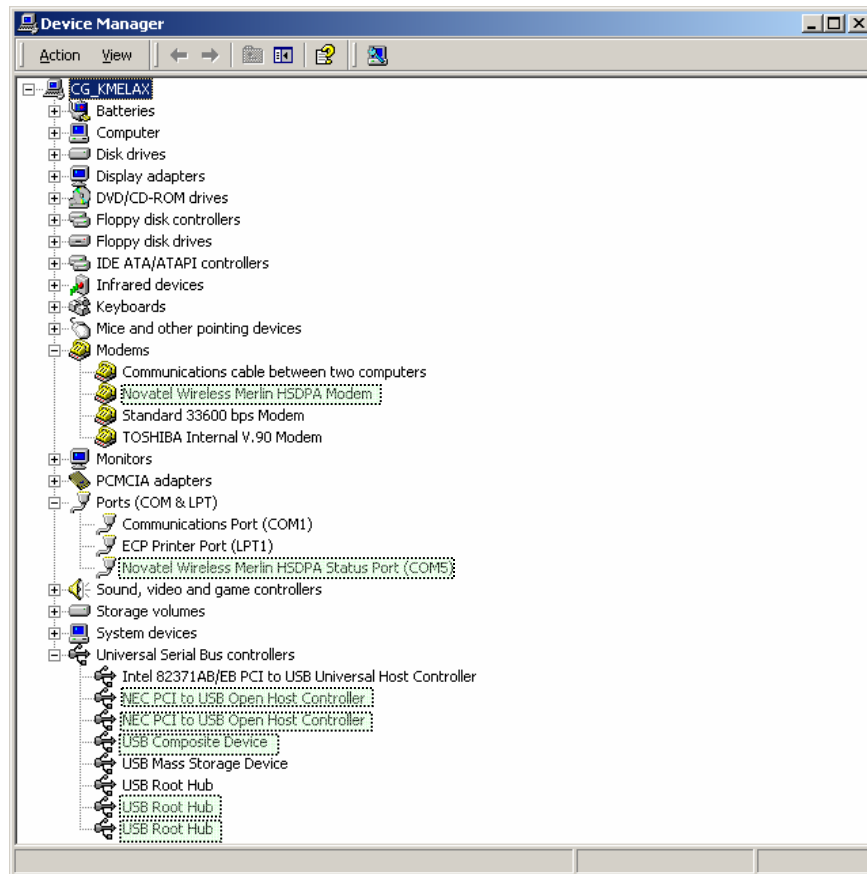 Device Manager
Action View
CG_KMELAX
Batteries
Computer
Disk drives
Display adapters
DVD/CD-ROM drives
Floppy disk controllers
Floppy disk drives
IDE ATA/ATAPI controllers
Infrared devices
Keyboards
Mice and other pointing devices
Modems
Communications cable between two computers
Novatel Wireless Merlin HSDPA Modem
Standard 33600 bps Modem
TOSHIBA Internal V.90 Modem
Monitors
PCMCIA adapters
Ports (COM & LPT)
Communications Port (COM1)
ECP Printer Port (LPT1)
Novatel Wireless Merlin HSDPA Status Port (COM5)
Sound, video and game controllers
Storage volumes
System devices
Universal Serial Bus controllers
Intel 82371AB/EB PCI to USB Universal Host Controller
NEC PCI to USB Open Host Controller
NEC PCI to USB Open Host Controller
USB Composite Device
USB Mass Storage Device
USB Root Hub
USB Root Hub
USB Root Hub